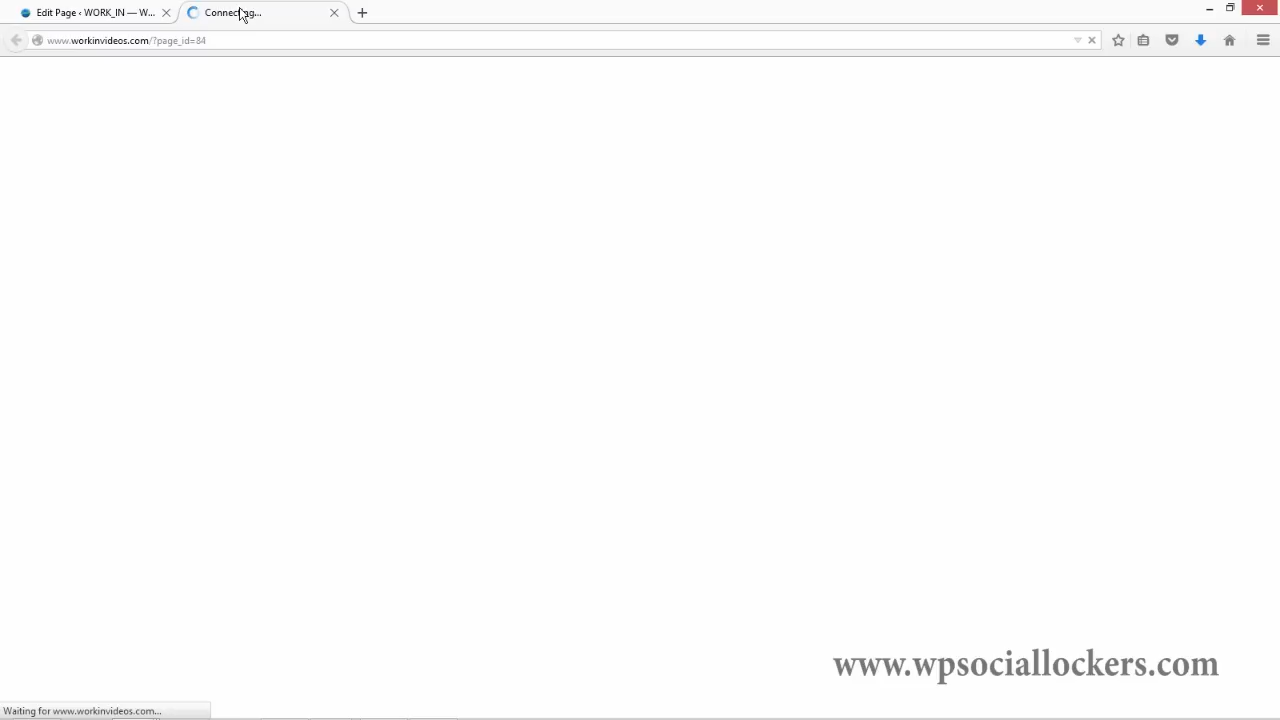 Edit Page ‹ WORK_IN — W...
Connecting...
www.workinvideos.com/?page_id=84
www.wpsociallockers.com
Waiting for www.workinvideos.com...